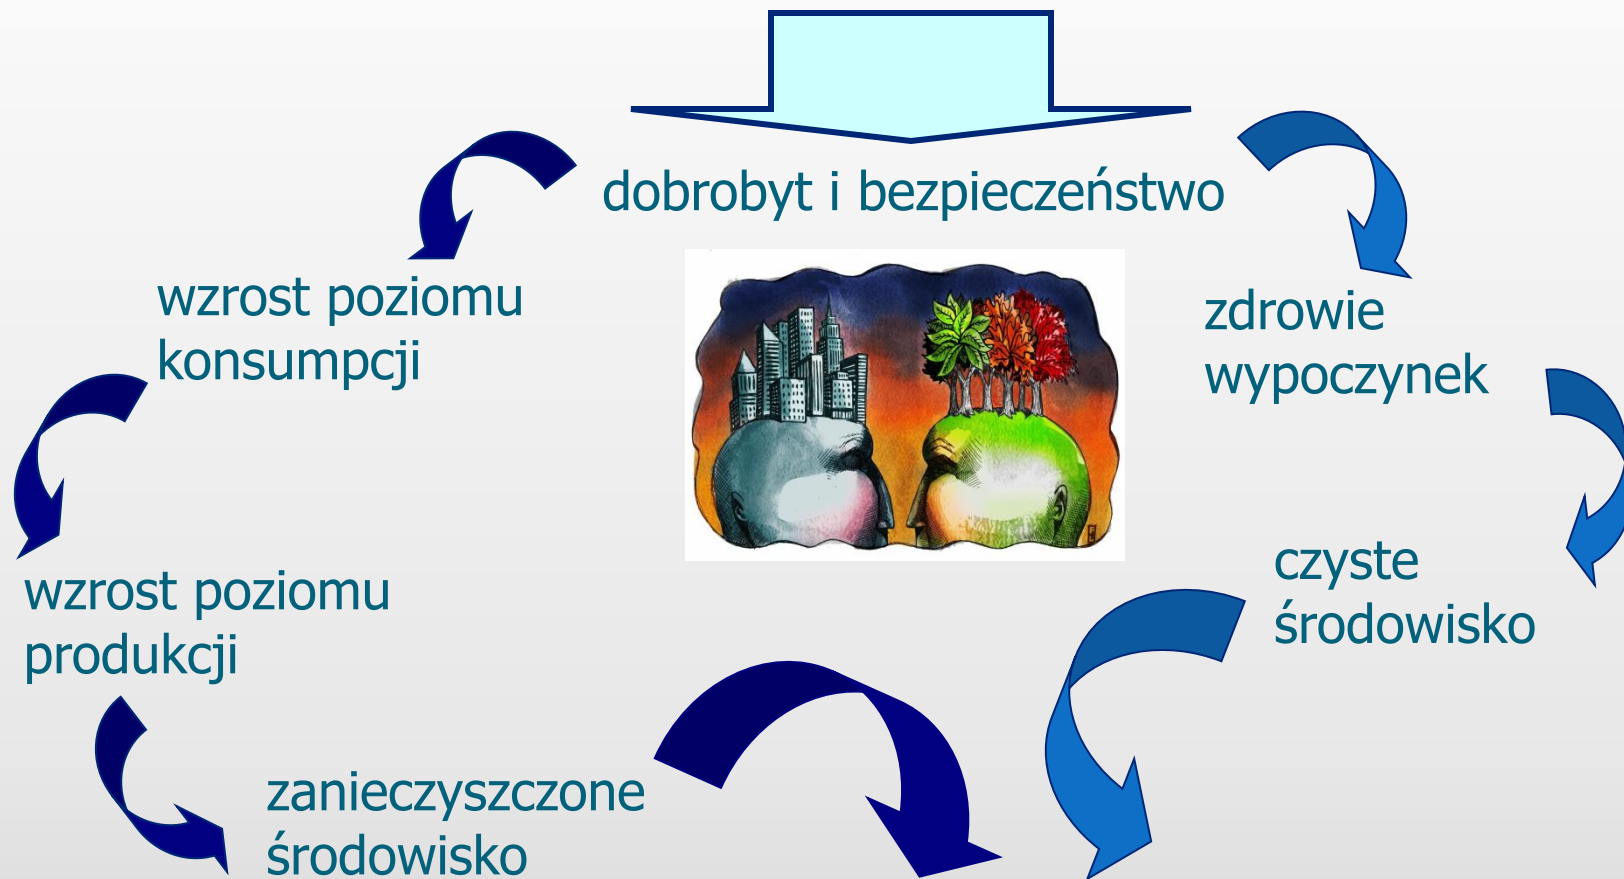 dobrobyt i bezpieczeństwo
wzrost poziomu
konsumpcji
zdrowie
wypoczynek
wzrost poziomu
produkcji
czyste
środowisko
zanieczyszczone
środowisko